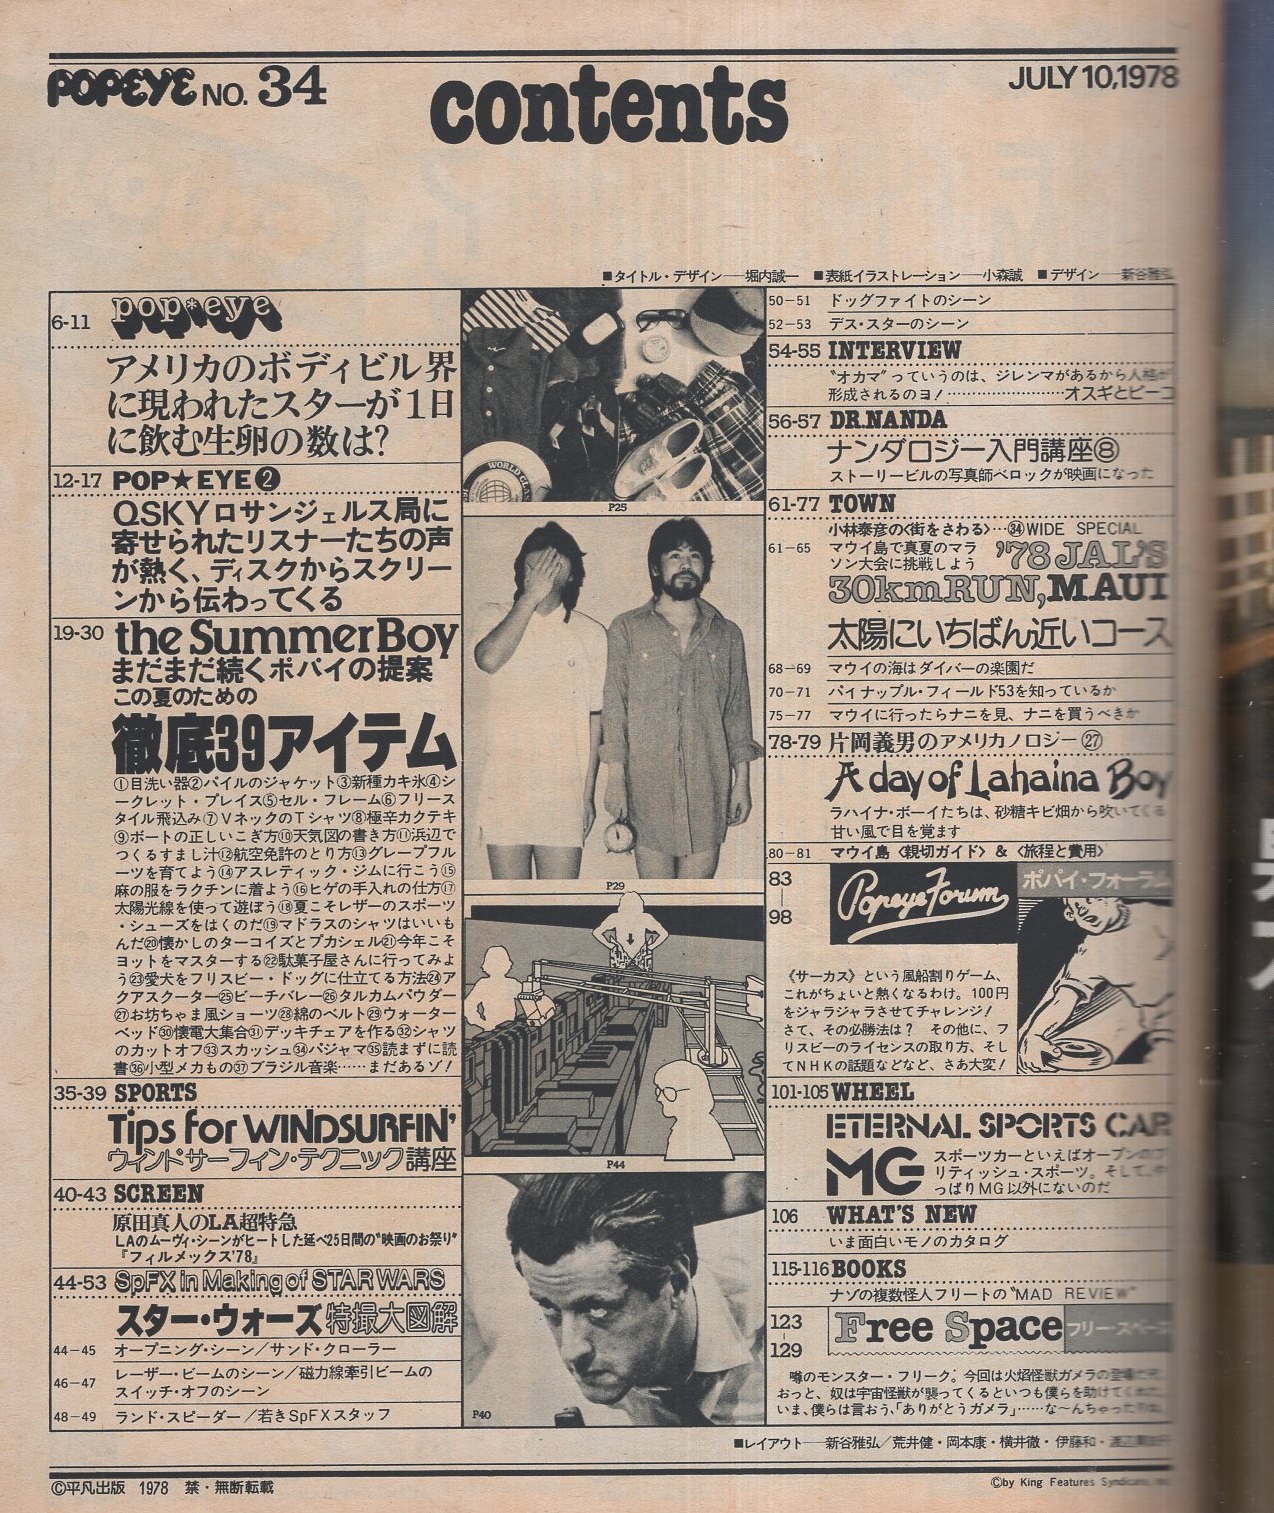 POPEYE NO. 34
contents
JULY 10,1978
■タイトル・デザイン──堀内誠一 ■表紙イラストレーション──小森誠 ■デザイン──新谷雅弘
6-11 pop*eye
アメリカのボディビル界
に現われたスターが1日
に飲む生卵の数は?
12-17 POP★EYE❷
QSKYロサンジェルス局に
寄せられたリスナーたちの声
が熱く、ディスクからスクリー
ンから伝わってくる
19-30 the Summer Boy
まだまだ続くポパイの提案
この夏のための
徹底39アイテム
①目洗い器②パイルのジャケット③新種カキ氷④シ
ークレット・プレイス⑤セル・フレーム⑥フリース
タイル飛込み⑦VネックのTシャツ⑧極辛カクテキ
⑨ボートの正しいこぎ方⑩天気図の書き方⑪浜辺で
つくるすまし汁⑫航空免許のとり方⑬グレープフル
ーツを育てよう⑭アスレティック・ジムに行こう⑮
麻の服をラクチンに着よう⑯ヒゲの手入れの仕方⑰
太陽光線を使って遊ぼう⑱夏こそレザーのスポーツ
・シューズをはくのだ⑲マドラスのシャツはいいも
んだ⑳懐かしのターコイズとプカシェル㉑今年こそ
ヨットをマスターする㉒駄菓子屋さんに行ってみよ
う㉓愛犬をフリスビー・ドッグに仕立てる方法㉔ア
クアスクーター㉕ビーチバレー㉖タルカムパウダー
㉗お坊ちゃま風ショーツ㉘綿のベルト㉙ウォーター
ベッド㉚懐電大集合㉛デッキチェアを作る㉜シャツ
のカットオフ㉝スカッシュ㉞パジャマ㉟読まずに読
書㊱小型メカもの㊲ブラジル音楽……まだあるゾ!
35-39 SPORTS
Tips for WINDSURFIN'
ウィンドサーフィン・テクニック講座
40-43 SCREEN
原田真人のLA超特急
LAのムーヴィ・シーンがヒートした延べ25日間の"映画のお祭り"
『フィルメックス'78』
44-53 SpFX in Making of STAR WARS
スター・ウォーズ特撮大図解
44-45 オープニング・シーン/サンド・クローラー
46-47 レーザー・ビームのシーン/磁力線牽引ビームの
スイッチ・オフのシーン
48-49 ランド・スピーダー/若きSpFXスタッフ
WORLD CLA
P25
P29
P44
P40
50-51 ドッグファイトのシーン
52-53 デス・スターのシーン
54-55 INTERVIEW
"オカマ"っていうのは、ジレンマがあるから人格が
形成されるのヨ!……………………オスギとピーコ
56-57 DR.NANDA
ナンダロジー入門講座⑧
ストーリービルの写真師ベロックが映画になった
61-77 TOWN
小林泰彦の〈街をさわる〉…㉞WIDE SPECIAL
61-65 マウイ島で真夏のマラ
ソン大会に挑戦しよう
'78 JAL'S
30km RUN, MAUI
太陽にいちばん近いコース
68-69 マウイの海はダイバーの楽園だ
70-71 パイナップル・フィールド53を知っているか
75-77 マウイに行ったらナニを見、ナニを買うべきか
78-79 片岡義男のアメリカノロジー㉗
A day of Lahaina Boy
ラハイナ・ボーイたちは、砂糖キビ畑から吹いてくる
甘い風で目を覚ます
80-81 マウイ島〈親切ガイド〉&〈旅程と費用〉
83-98 Popeye Forum ポパイ・フォーラム
《サーカス》という風船割りゲーム、
これがちょいと熱くなるわけ。100円
をジャラジャラさせてチャレンジ!
さて、その必勝法は? その他に、フ
リスビーのライセンスの取り方、そし
てNHKの話題などなど、さあ大変!
101-105 WHEEL
ETERNAL SPORTS CAR
MG
スポーツカーといえばオープンのブ
リティッシュ・スポーツ。そして、や
っぱりMG以外にないのだ
106 WHAT'S NEW
いま面白いモノのカタログ
115-116 BOOKS
ナゾの複数怪人フリートの"MAD REVIEW"
123-129 Free Space フリー・スペース
噂のモンスター・フリーク。今回は火焰怪獣ガメラの登場
おっと、奴は宇宙怪獣が襲ってくるといつも僕らを助けてくれた。
いま、僕らは言おう、「ありがとうガメラ」……な〜んちゃった
■レイアウト──新谷雅弘/荒井健・岡本康・横井徹・伊藤和・
©平凡出版 1978 禁・無断転載
©by King Features Syndicate, Inc